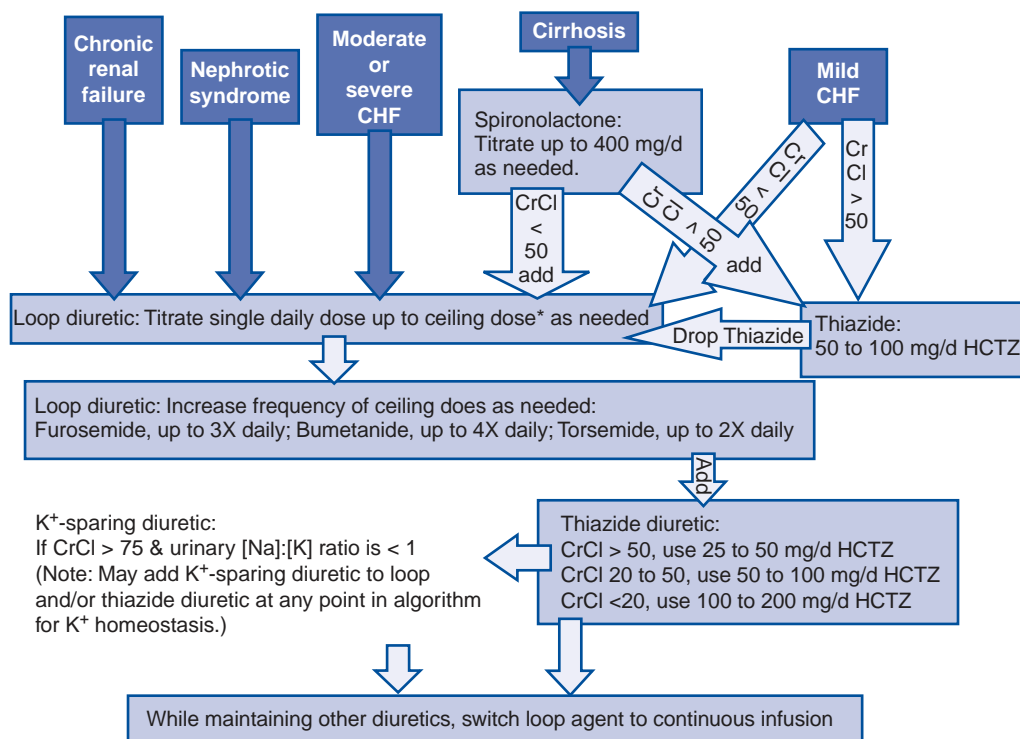 Chronic
renal
failure
Nephrotic
syndrome
Moderate
or
severe
CHF
Cirrhosis
Mild
CHF
Spironolactone:
Titrate up to 400 mg/d
as needed.
CrCl
<
50
add
Cr
Cl >
50
add
Cr
Cl <
50
Cr
Cl
>
50
Loop diuretic: Titrate single daily dose up to ceiling dose* as needed
Drop Thiazide
Thiazide:
50 to 100 mg/d HCTZ
Loop diuretic: Increase frequency of ceiling does as needed:
Furosemide, up to 3X daily; Bumetanide, up to 4X daily; Torsemide, up to 2X daily
Add
K+-sparing diuretic:
If CrCl > 75 & urinary [Na]:[K] ratio is < 1
(Note: May add K+-sparing diuretic to loop
and/or thiazide diuretic at any point in algorithm
for K+ homeostasis.)
Thiazide diuretic:
CrCl > 50, use 25 to 50 mg/d HCTZ
CrCl 20 to 50, use 50 to 100 mg/d HCTZ
CrCl <20, use 100 to 200 mg/d HCTZ
While maintaining other diuretics, switch loop agent to continuous infusion